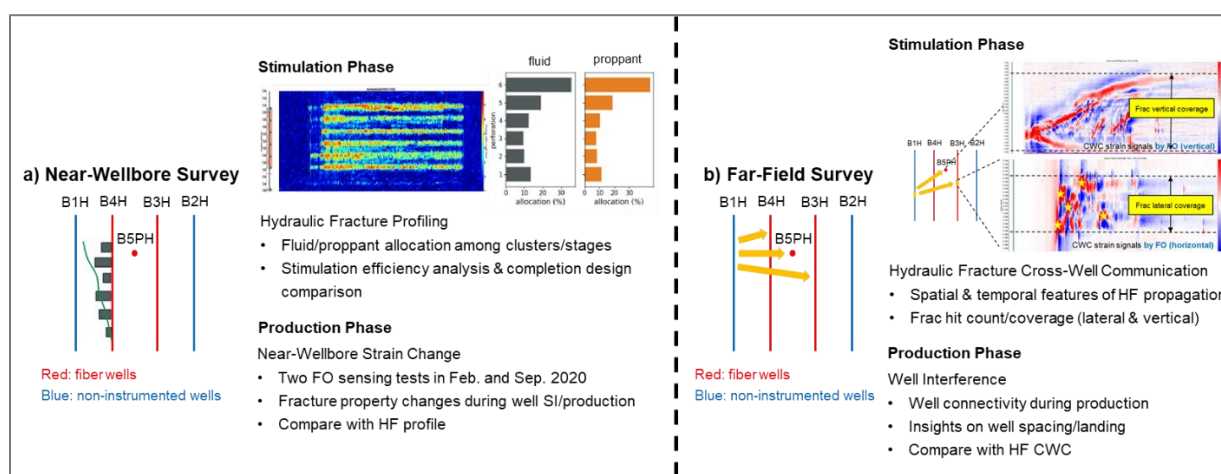 a) Near-Wellbore Survey
B1H B4H B3H B2H
B5PH
Red: fiber wells
Blue: non-instrumented wells
Stimulation Phase
fluid proppant
perforation
6
5
4
3
2
1
0 10 20 30
0 10 20 30
allocation (%) allocation (%)
Hydraulic Fracture Profiling
• Fluid/proppant allocation among clusters/stages
• Stimulation efficiency analysis & completion design
comparison
Production Phase
Near-Wellbore Strain Change
• Two FO sensing tests in Feb. and Sep. 2020
• Fracture property changes during well SI/production
• Compare with HF profile
b) Far-Field Survey
B1H B4H B3H B2H
B5PH
Red: fiber wells
Blue: non-instrumented wells
Stimulation Phase
B1H B4H B3H B2H
B5PH
Frac vertical coverage
CWC strain signals by FO (vertical)
Frac lateral coverage
CWC strain signals by FO (horizontal)
Hydraulic Fracture Cross-Well Communication
• Spatial & temporal features of HF propagation
• Frac hit count/coverage (lateral & vertical)
Production Phase
Well Interference
• Well connectivity during production
• Insights on well spacing/landing
• Compare with HF CWC